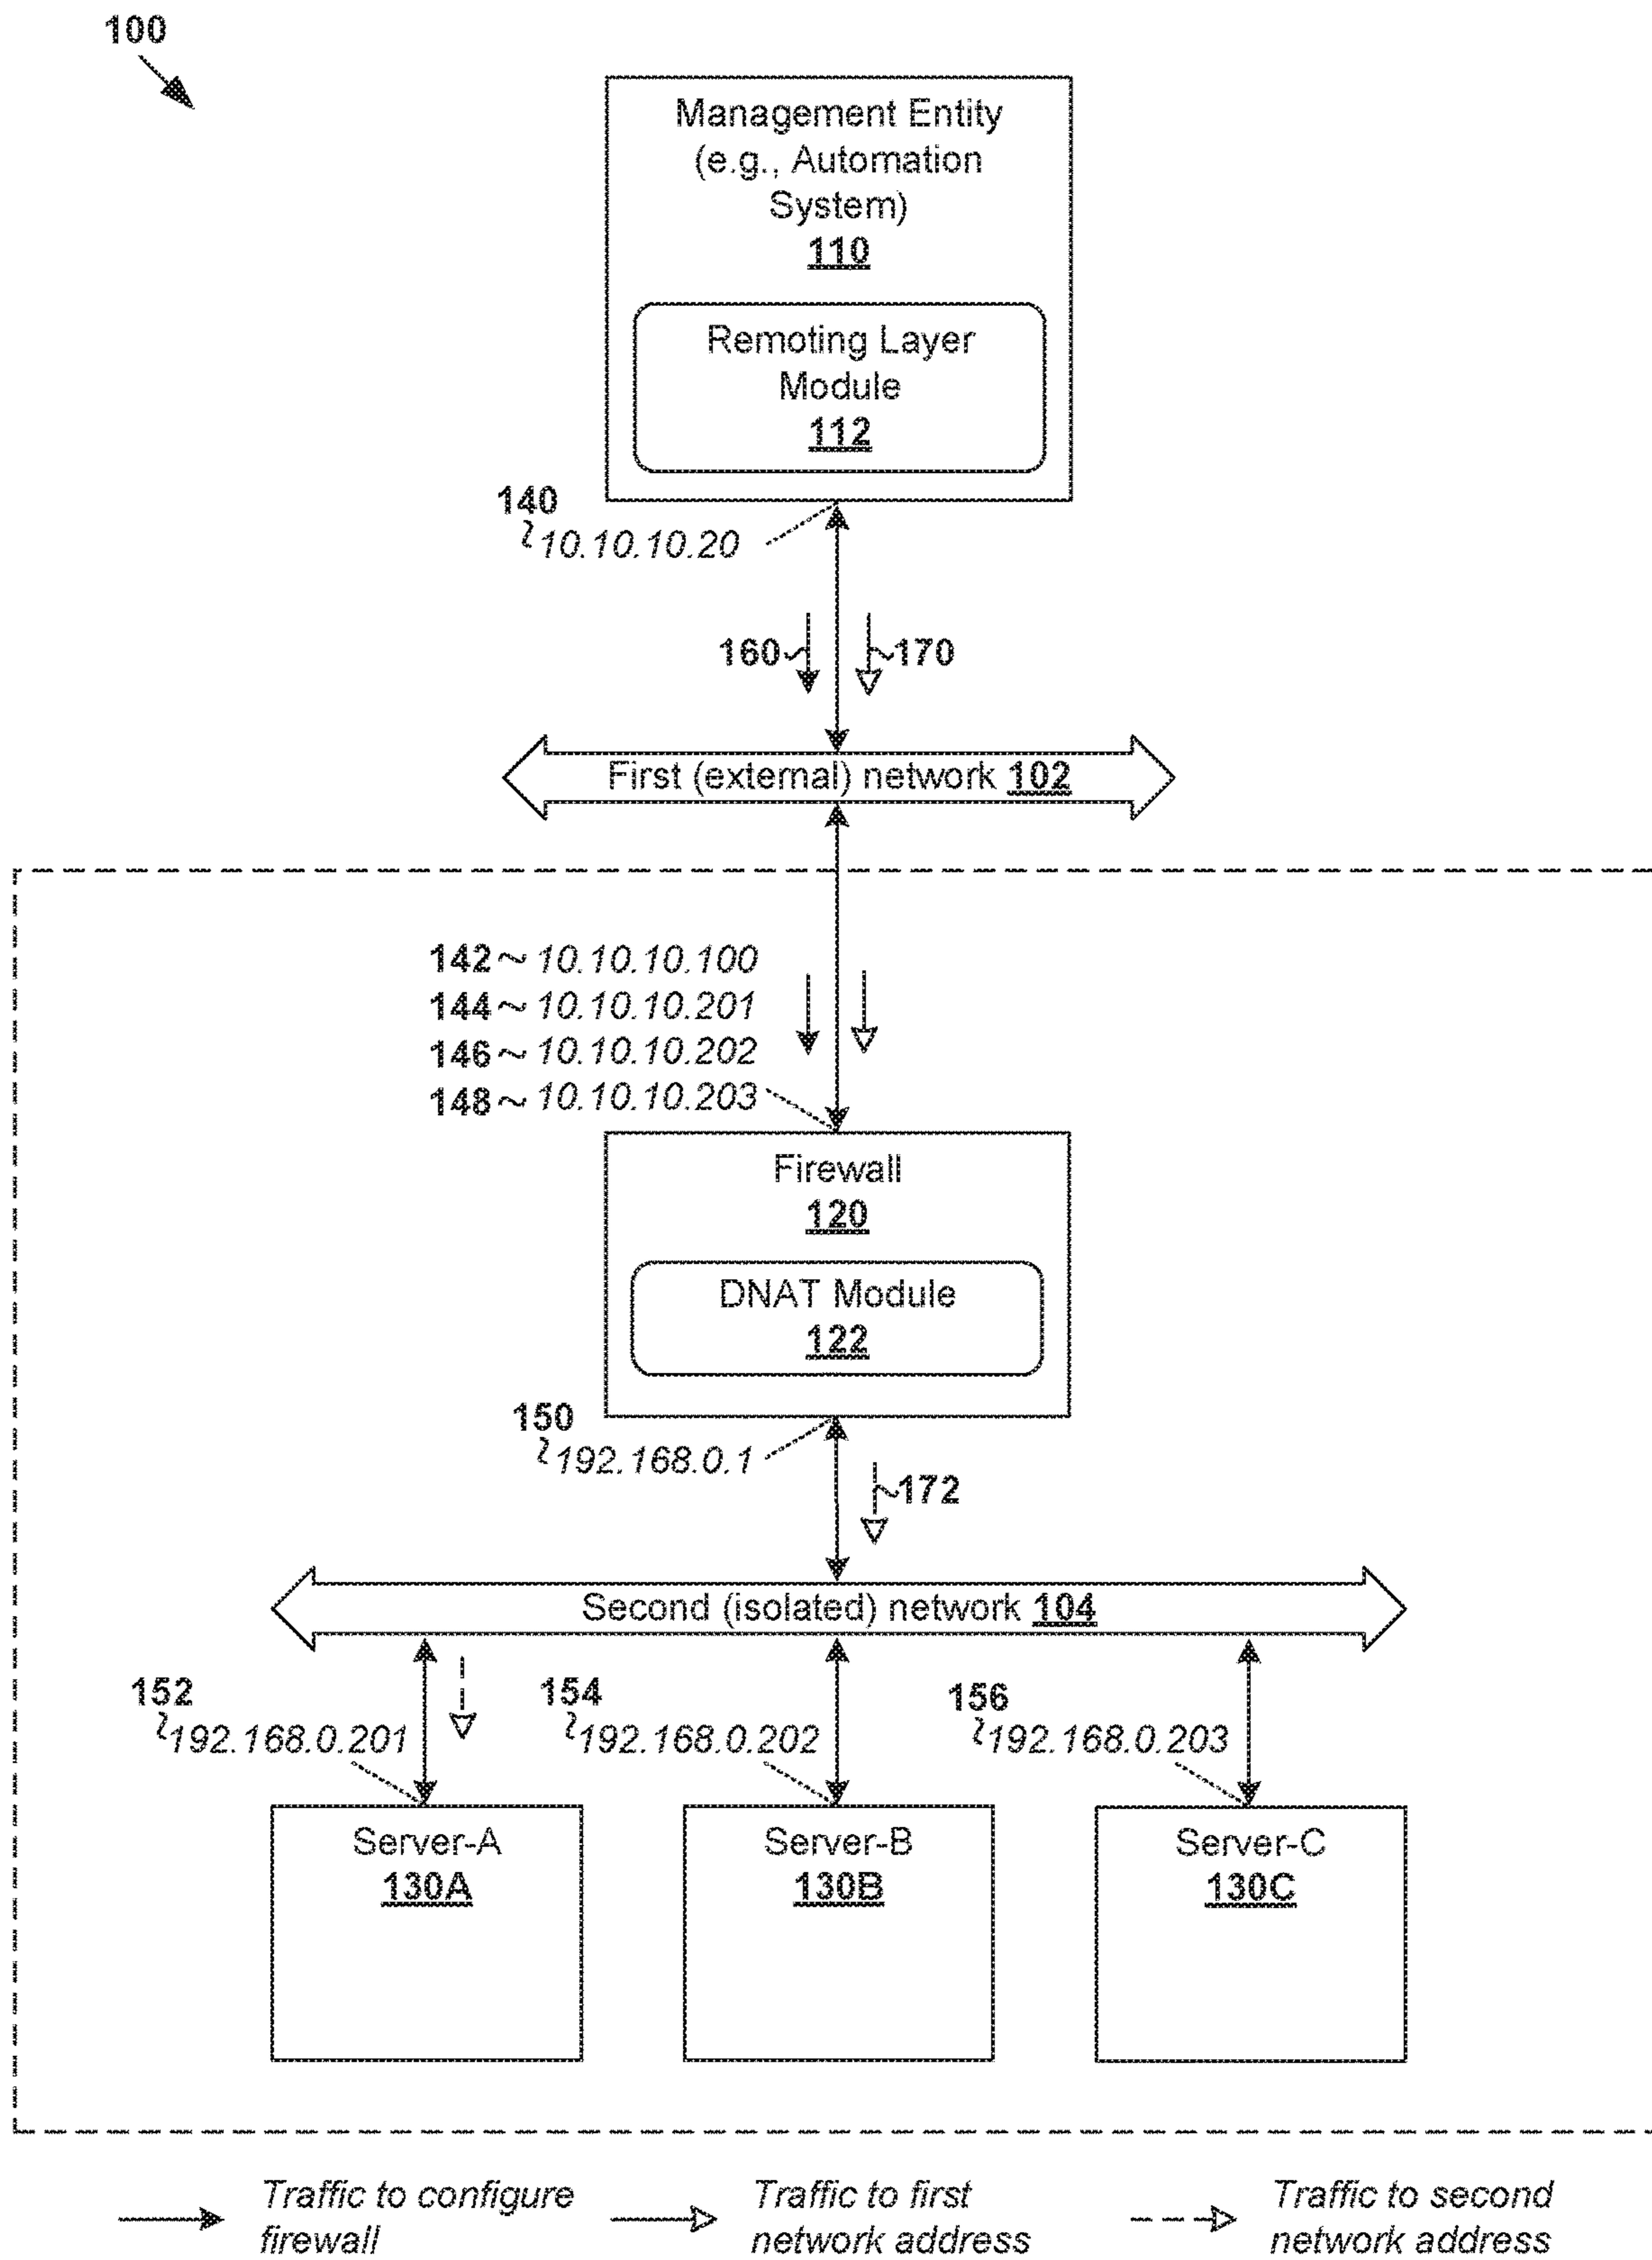 100
Management Entity
(e.g., Automation
System)
110
Remoting Layer
Module
112
140
10.10.10.20
160
170
First (external) network 102
142 ~ 10.10.10.100
144 ~ 10.10.10.201
146 ~ 10.10.10.202
148 ~ 10.10.10.203
Firewall
120
DNAT Module
122
150
192.168.0.1
172
Second (isolated) network 104
152
192.168.0.201
154
192.168.0.202
156
192.168.0.203
Server-A
130A
Server-B
130B
Server-C
130C
Traffic to configure
firewall
Traffic to first
network address
Traffic to second
network address